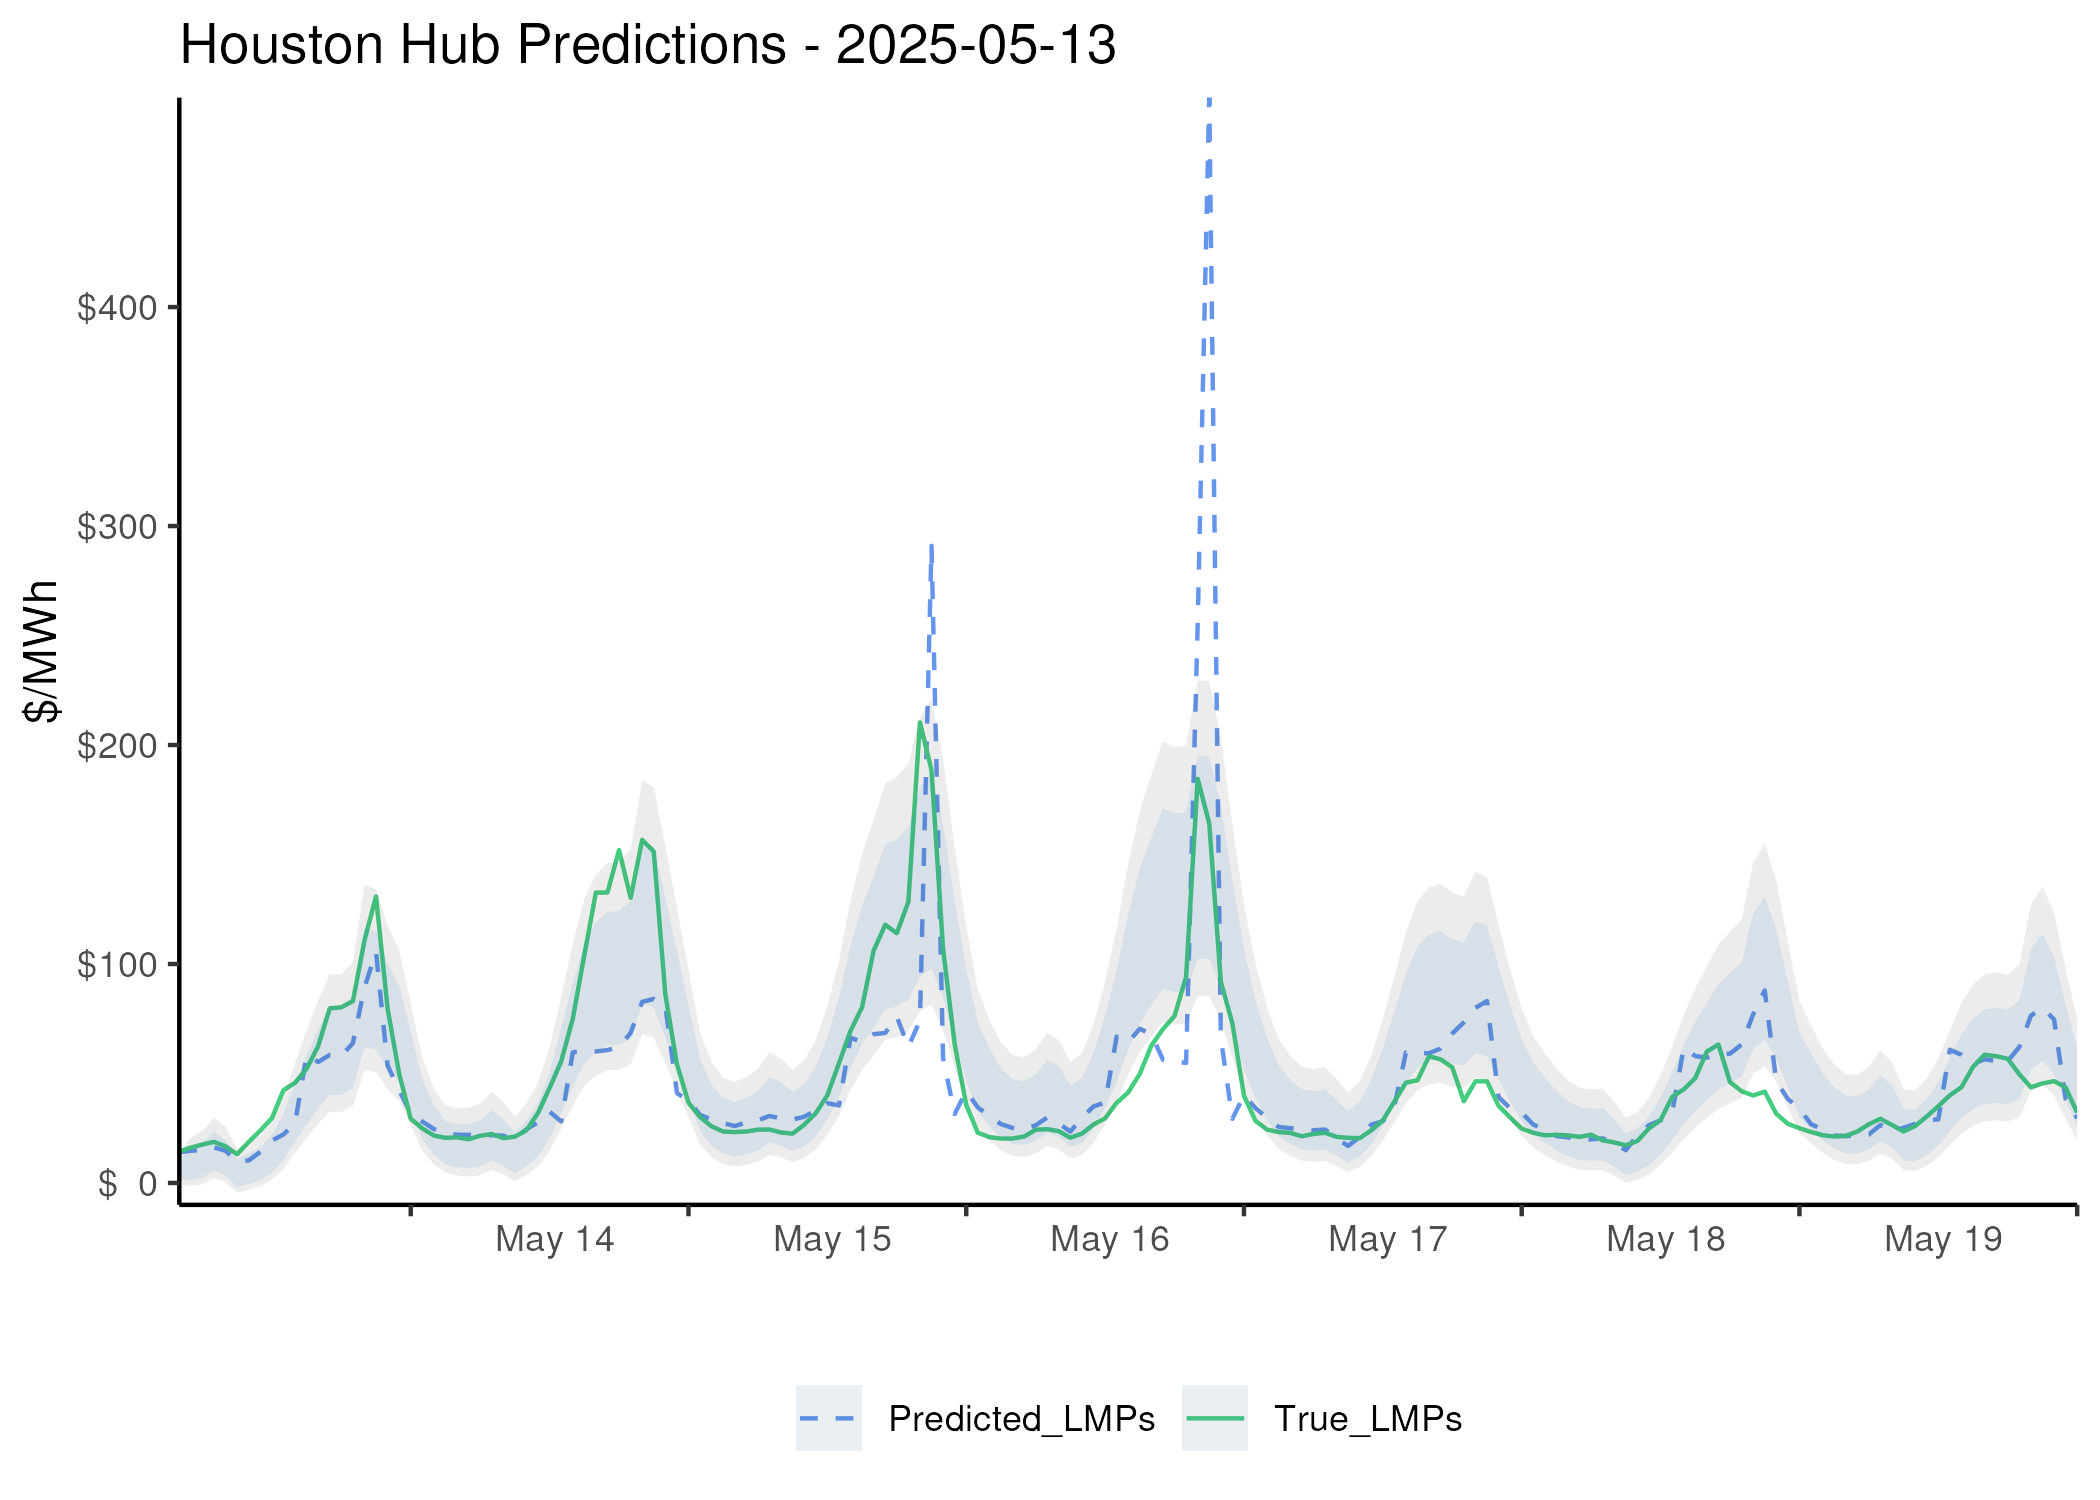 Houston Hub Predictions - 2025-05-13
$/MWh
$400
$300
$200
$100
$ 0
May 14
May 15
May 16
May 17
May 18
May 19
Predicted_LMPs
True_LMPs